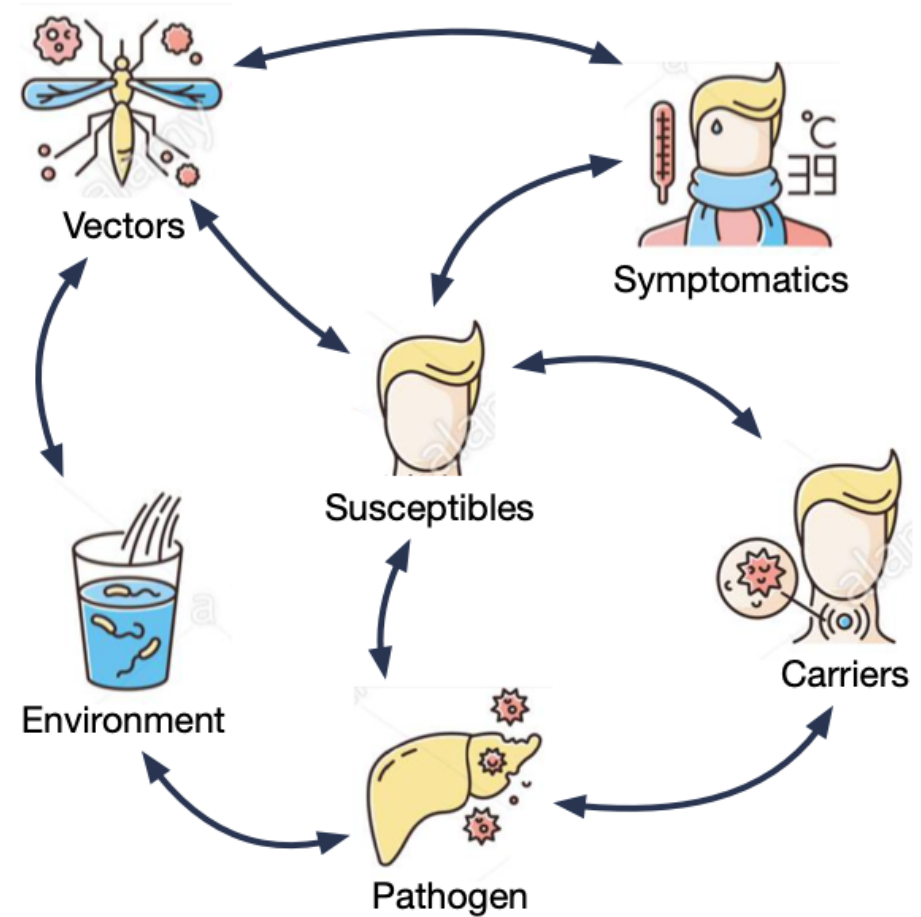 °C
39
Vectors
Symptomatics
Susceptibles
Carriers
Environment
Pathogen